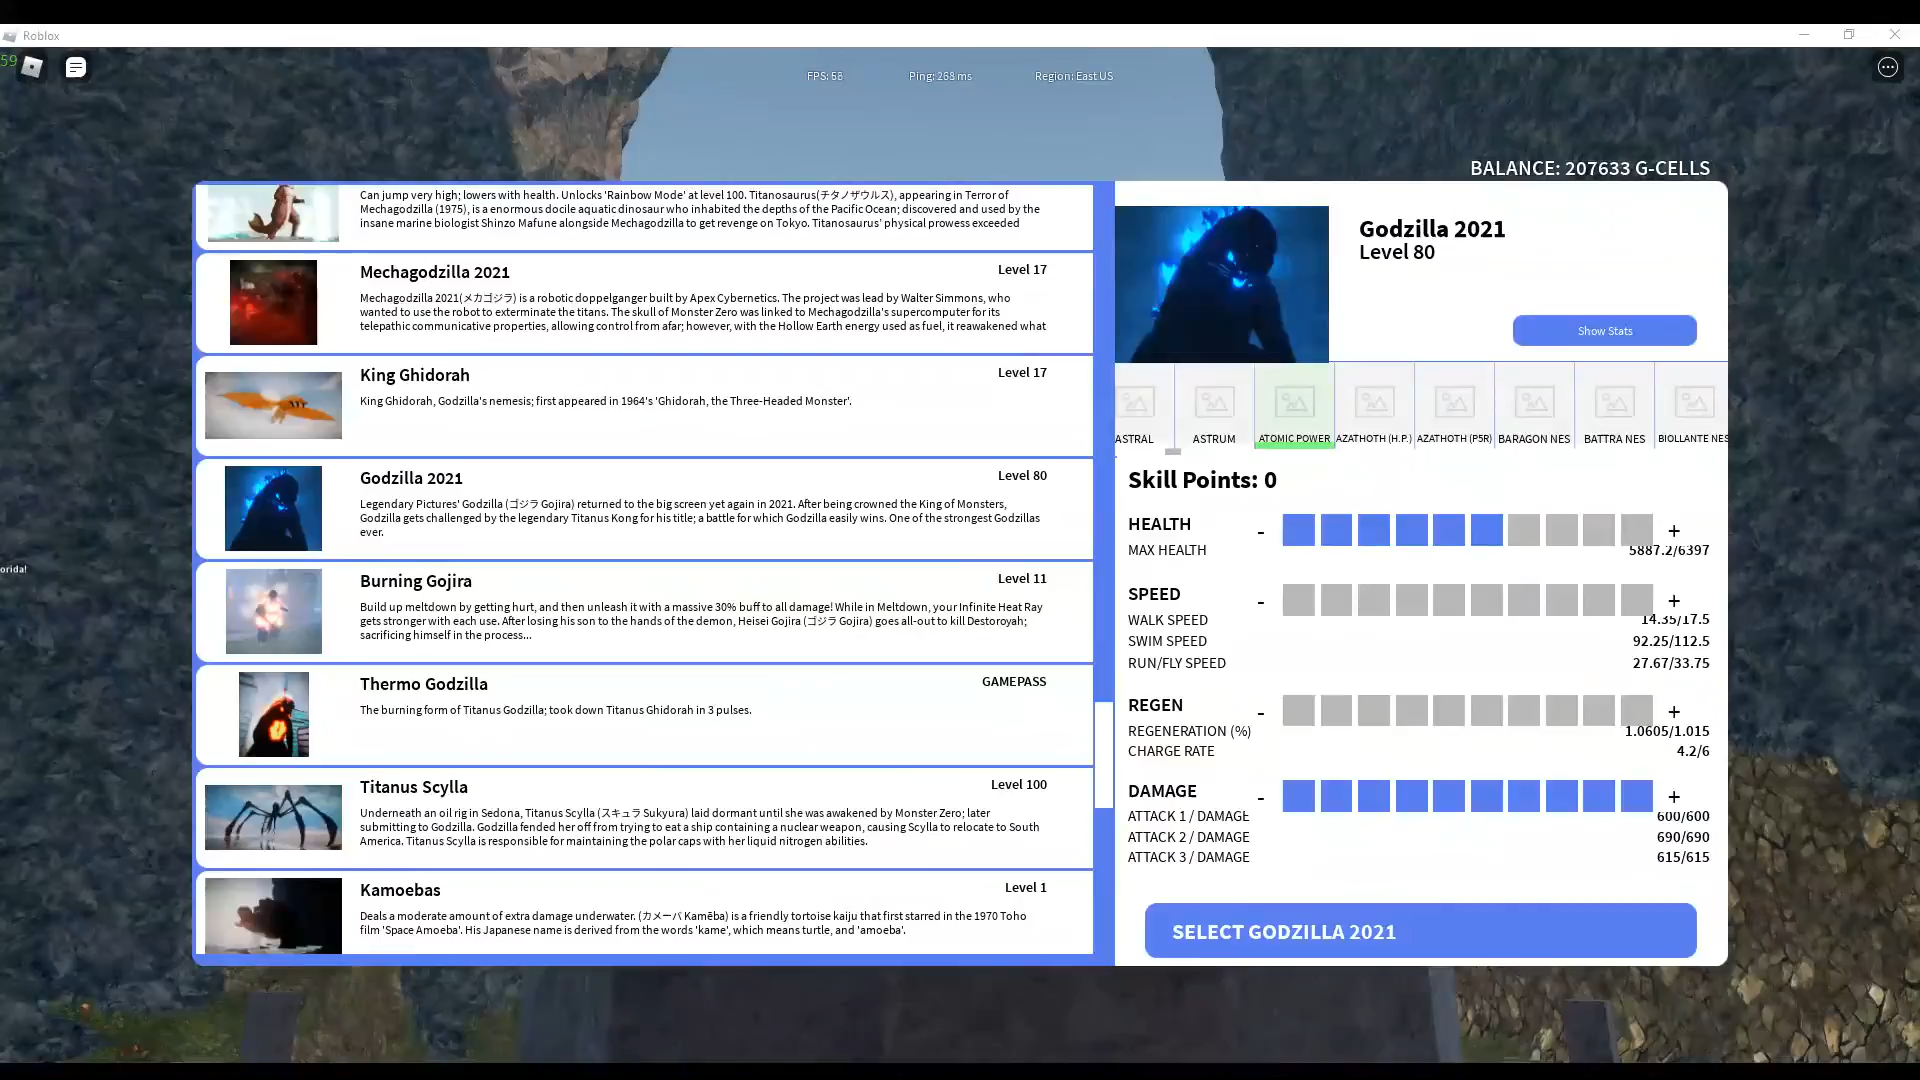 Roblox
59
FPS: 58
Ping: 268 ms
Region: East US
BALANCE: 207633 G-CELLS
Can jump very high; lowers with health. Unlocks 'Rainbow Mode' at level 100. Titanosaurus(チタノザウルス), appearing in Terror of
Mechagodzilla (1975), is a enormous docile aquatic dinosaur who inhabited the depths of the Pacific Ocean; discovered and used by the
insane marine biologist Shinzo Mafune alongside Mechagodzilla to get revenge on Tokyo. Titanosaurus' physical prowess exceeded
Mechagodzilla 2021
Level 17
Mechagodzilla 2021(メカゴジラ) is a robotic doppelganger built by Apex Cybernetics. The project was lead by Walter Simmons, who
wanted to use the robot to exterminate the titans. The skull of Monster Zero was linked to Mechagodzilla's supercomputer for its
telepathic communicative properties, allowing control from afar; however, with the Hollow Earth energy used as fuel, it reawakened what
King Ghidorah
Level 17
King Ghidorah, Godzilla's nemesis; first appeared in 1964's 'Ghidorah, the Three-Headed Monster'.
Godzilla 2021
Level 80
Legendary Pictures' Godzilla (ゴジラ Gojira) returned to the big screen yet again in 2021. After being crowned the King of Monsters,
Godzilla gets challenged by the legendary Titanus Kong for his title; a battle for which Godzilla easily wins. One of the strongest Godzillas
ever.
Burning Gojira
Level 11
Build up meltdown by getting hurt, and then unleash it with a massive 30% buff to all damage! While in Meltdown, your Infinite Heat Ray
gets stronger with each use. After losing his son to the hands of the demon, Heisei Gojira (ゴジラ Gojira) goes all-out to kill Destoroyah;
sacrificing himself in the process...
Thermo Godzilla
GAMEPASS
The burning form of Titanus Godzilla; took down Titanus Ghidorah in 3 pulses.
Titanus Scylla
Level 100
Underneath an oil rig in Sedona, Titanus Scylla (スキュラ Sukyura) laid dormant until she was awakened by Monster Zero; later
submitting to Godzilla. Godzilla fended her off from trying to eat a ship containing a nuclear weapon, causing Scylla to relocate to South
America. Titanus Scylla is responsible for maintaining the polar caps with her liquid nitrogen abilities.
Kamoebas
Level 1
Deals a moderate amount of extra damage underwater. (カメーバ Kamēba) is a friendly tortoise kaiju that first starred in the 1970 Toho
film 'Space Amoeba'. His Japanese name is derived from the words 'kame', which means turtle, and 'amoeba'.
orida!
Godzilla 2021
Level 80
Show Stats
ASTRAL
ASTRUM
ATOMIC POWER
AZATHOTH (H.P.)
AZATHOTH (P5R)
BARAGON NES
BATTRA NES
BIOLLANTE NES
Skill Points: 0
HEALTH
- +
MAX HEALTH
5887.2/6397
SPEED
- +
WALK SPEED
14.35/17.5
SWIM SPEED
92.25/112.5
RUN/FLY SPEED
27.67/33.75
REGEN
- +
REGENERATION (%)
1.0605/1.015
CHARGE RATE
4.2/6
DAMAGE
- +
ATTACK 1 / DAMAGE
600/600
ATTACK 2 / DAMAGE
690/690
ATTACK 3 / DAMAGE
615/615
SELECT GODZILLA 2021